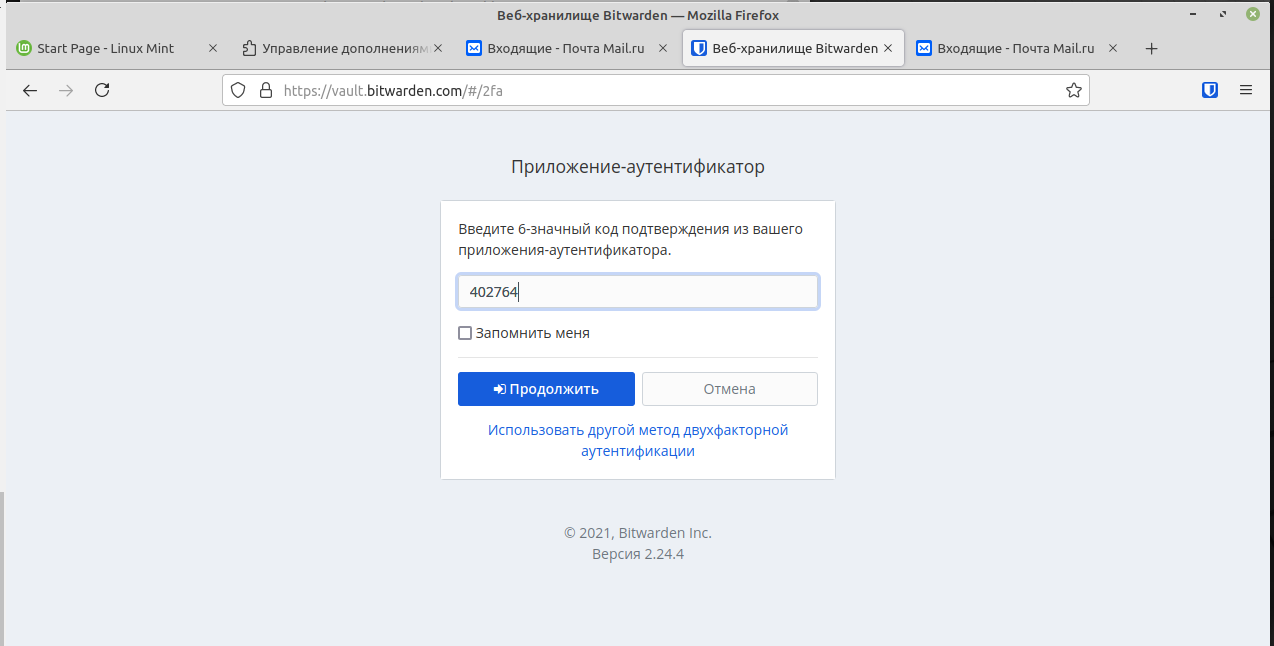 Веб-хранилище Bitwarden — Mozilla Firefox
Start Page - Linux Mint
Управление дополнениями
Входящие - Почта Mail.ru
Веб-хранилище Bitwarden
Входящие - Почта Mail.ru
https://vault.bitwarden.com/#/2fa
Приложение-аутентификатор
Введите 6-значный код подтверждения из вашего
приложения-аутентификатора.
402764
Запомнить меня
Продолжить
Отмена
Использовать другой метод двухфакторной
аутентификации
© 2021, Bitwarden Inc.
Версия 2.24.4